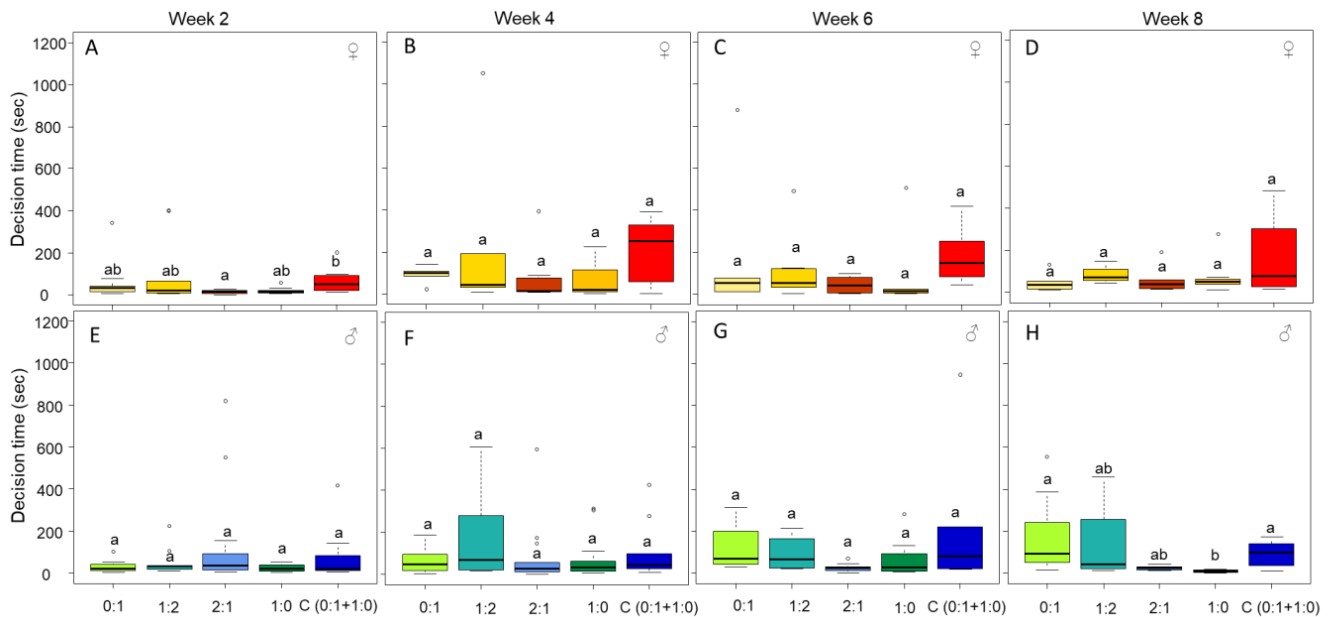 Week 2 Week 4 Week 6 Week 8
Decision time (sec)
1200
1000
800
600
400
200
0
A ♀
ab ab a ab b
B ♀
a a a a a
C ♀
a a a a a
D ♀
a a a a a
Decision time (sec)
1200
1000
800
600
400
200
0
E ♂
a a a a a
F ♂
a a a a a
G ♂
a a a a a
H ♂
a ab ab b a
0:1 1:2 2:1 1:0 C (0:1+1:0) 0:1 1:2 2:1 1:0 C (0:1+1:0) 0:1 1:2 2:1 1:0 C (0:1+1:0) 0:1 1:2 2:1 1:0 C (0:1+1:0)